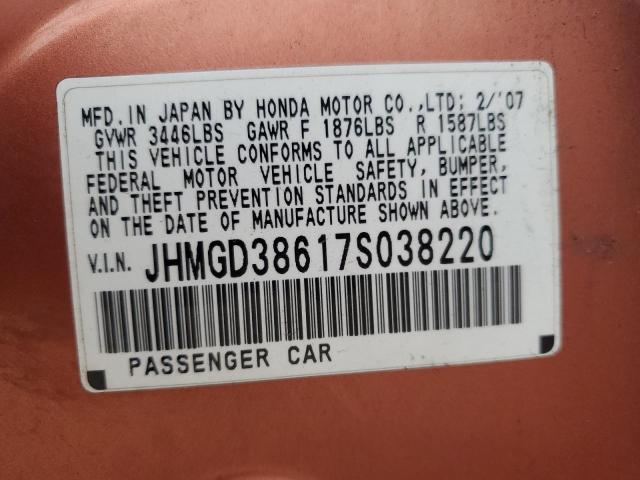 MFD. IN JAPAN BY HONDA MOTOR CO.,LTD: 2/'07
GVWR 3446LBS GAWR F 1876LBS R 1587LBS
THIS VEHICLE CONFORMS TO ALL APPLICABLE
FEDERAL MOTOR VEHICLE SAFETY, BUMPER,
AND THEFT PREVENTION STANDARDS IN EFFECT
ON THE DATE OF MANUFACTURE SHOWN ABOVE.
V.I.N. JHMGD38617S038220
PASSENGER CAR